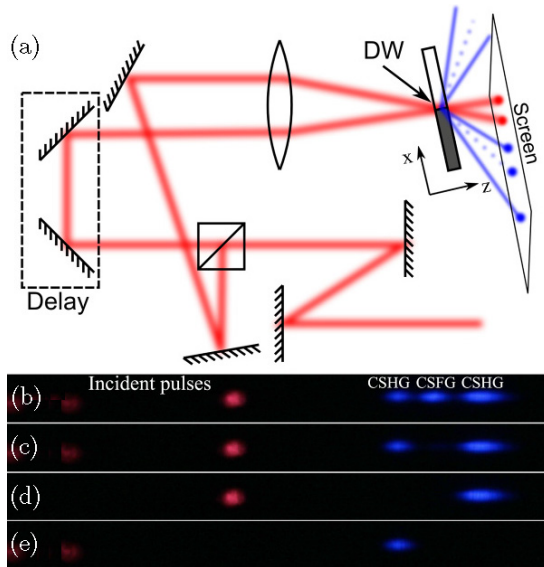 (a)
DW
Screen
x
z
Delay
Incident pulses CSHG CSFG CSHG
(b)
(c)
(d)
(e)